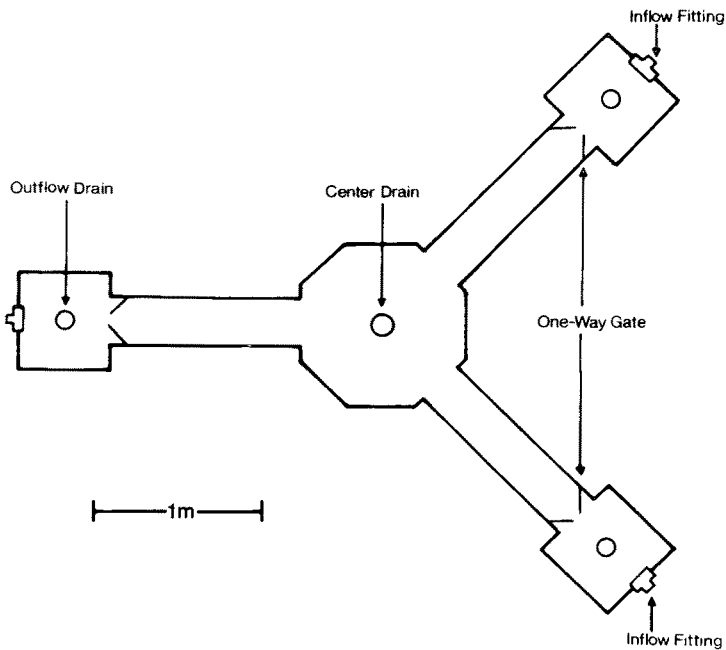 Inflow Fitting
Outflow Drain
Center Drain
One-Way Gate
1m
Inflow Fitting